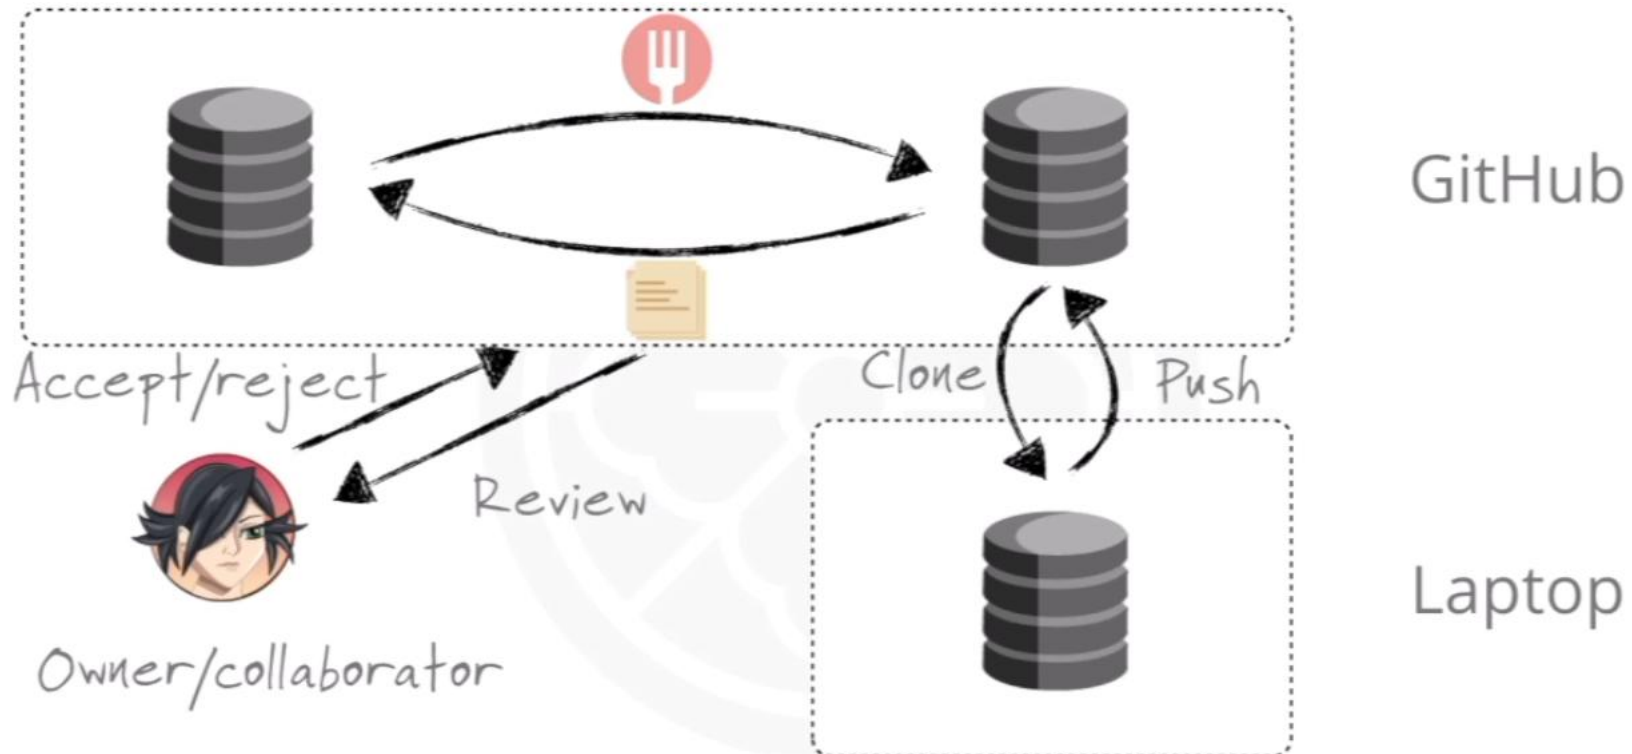 GitHub
Accept/reject
Clone
Push
Review
Laptop
Owner/collaborator